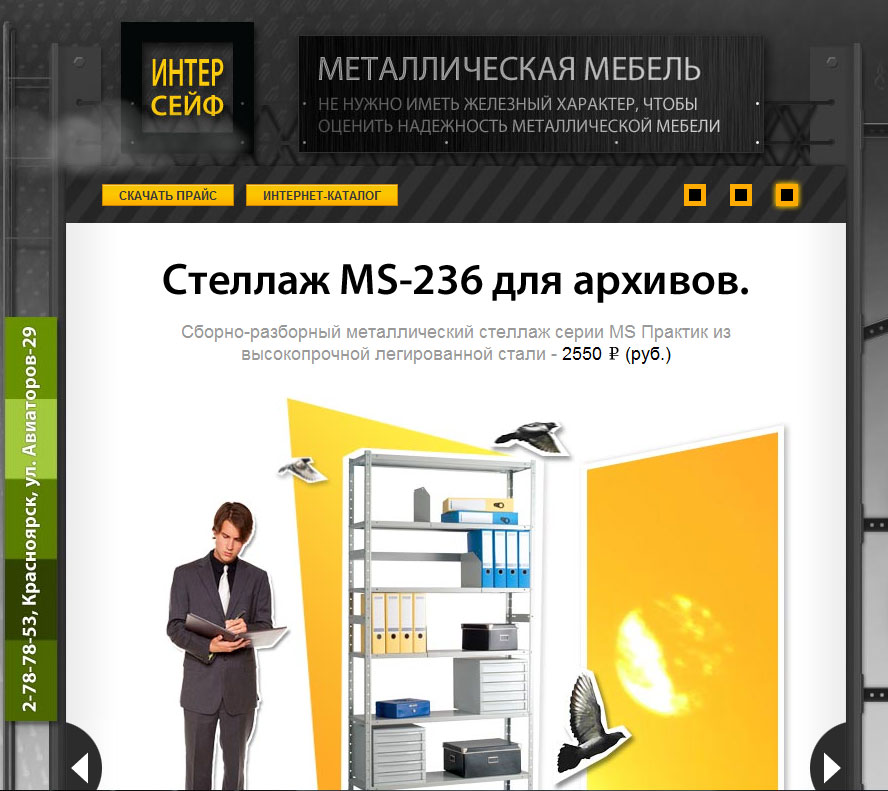 ИНТЕР
СЕЙФ
МЕТАЛЛИЧЕСКАЯ МЕБЕЛЬ
НЕ НУЖНО ИМЕТЬ ЖЕЛЕЗНЫЙ ХАРАКТЕР, ЧТОБЫ
ОЦЕНИТЬ НАДЕЖНОСТЬ МЕТАЛЛИЧЕСКОЙ МЕБЕЛИ
СКАЧАТЬ ПРАЙС
ИНТЕРНЕТ-КАТАЛОГ
Стеллаж MS-236 для архивов.
Сборно-разборный металлический стеллаж серии MS Практик из
высокопрочной легированной стали - 2550 ₽ (руб.)
2-78-78-53, Красноярск, ул. Авиаторов-29